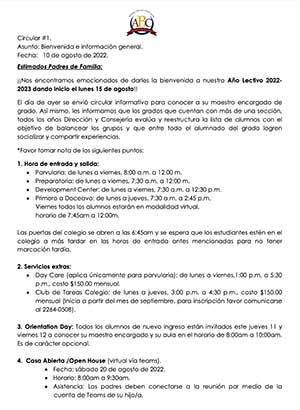 ABC
Circular #1.
Asunto: Bienvenida e información general.
Fecha: 10 de agosto de 2022.
Estimados Padres de Familia:
¡¡Nos encontramos emocionados de darles la bienvenida a nuestro Año Lectivo 2022-
2023 dando inicio el lunes 15 de agosto!!
El día de ayer se envió circular informativo para conocer a su maestro encargado de
grado. Así mismo, les informamos que los grados que cuentan con más de una sección,
todos los años Dirección y Consejería evalúa y reestructura la lista de alumnos con el
objetivo de balancear los grupos y que entre todo el alumnado del grado logren
socializar y compartir experiencias.
*Favor tomar nota de los siguientes puntos:
1. Hora de entrada y salida:
• Parvularia: de lunes a viernes, 8:00 a.m. a 12:00 m.
• Preparatoria: de lunes a viernes, 7:30 a.m. a 12:00 m.
• Development Center: de lunes a viernes, 7:30 a.m. a 12:30 p.m.
• Primero a Doceavo: de lunes a jueves, 7:30 a.m. a 2:45 p.m.
Viernes todos los alumnos estarán en modalidad virtual.
horario de 7:45am a 12:00m.
Las puertas del colegio se abren a las 6:45am y se espera que los estudiantes estén en el
colegio a más tardar en las horas de entrada antes mencionadas para no tener
marcación tardía.
2. Servicios extras:
• Day Care (aplica únicamente para parvularia): de lunes a viernes,1:00 p.m. a 5:30
p.m., costo $150.00 mensual.
• Club de Tareas Colegio: de lunes a jueves, 3:00 p.m. a 4:30 p.m., costo $150.00
mensual (Inicia a partir del mes de septiembre, para inscripción favor comunicarse
al 2264-0508).
3. Orientation Day: Todos los alumnos de nuevo ingreso están invitados este jueves 11 y
viernes 12 a conocer su maestro encargado y su aula en el horario de 8:00am a 10:00am.
Es de carácter opcional.
4. Casa Abierta /Open House (virtual vía teams).
• Fecha: sábado 20 de agosto 2022.
• Horario: 8:00am a 9:30am.
• Asistencia: Los padres deben conectarse a la reunión por medio de la
cuenta de Teams de su hijo/a.